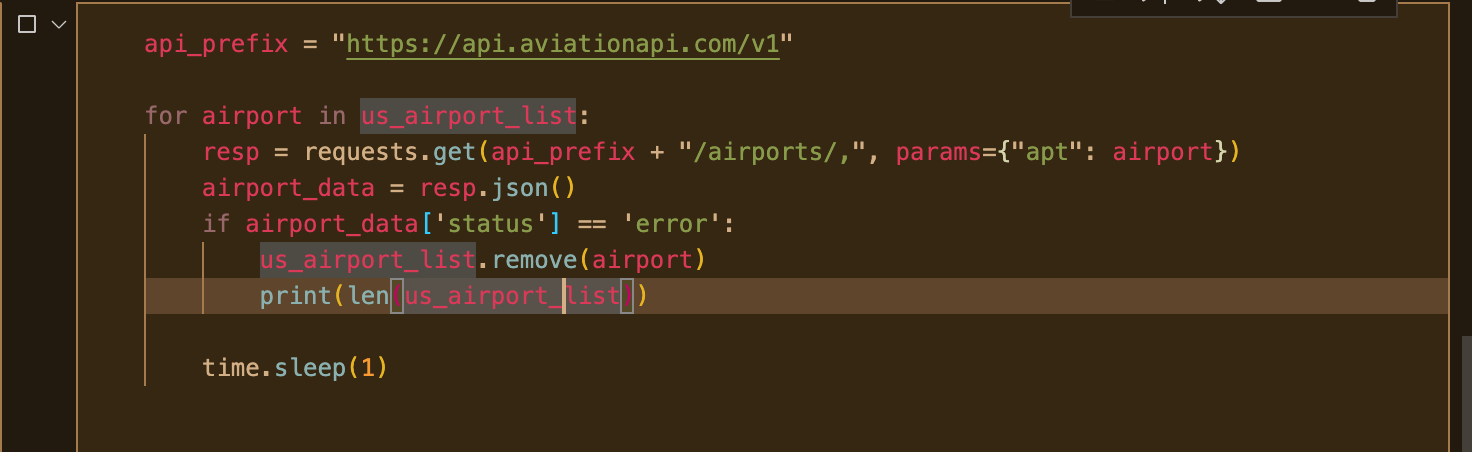 api_prefix = "https://api.aviationapi.com/v1"
for airport in us_airport_list:
    resp = requests.get(api_prefix + "/airports/,", params={"apt": airport})
    airport_data = resp.json()
    if airport_data['status'] == 'error':
        us_airport_list.remove(airport)
        print(len(us_airport_list))
    time.sleep(1)